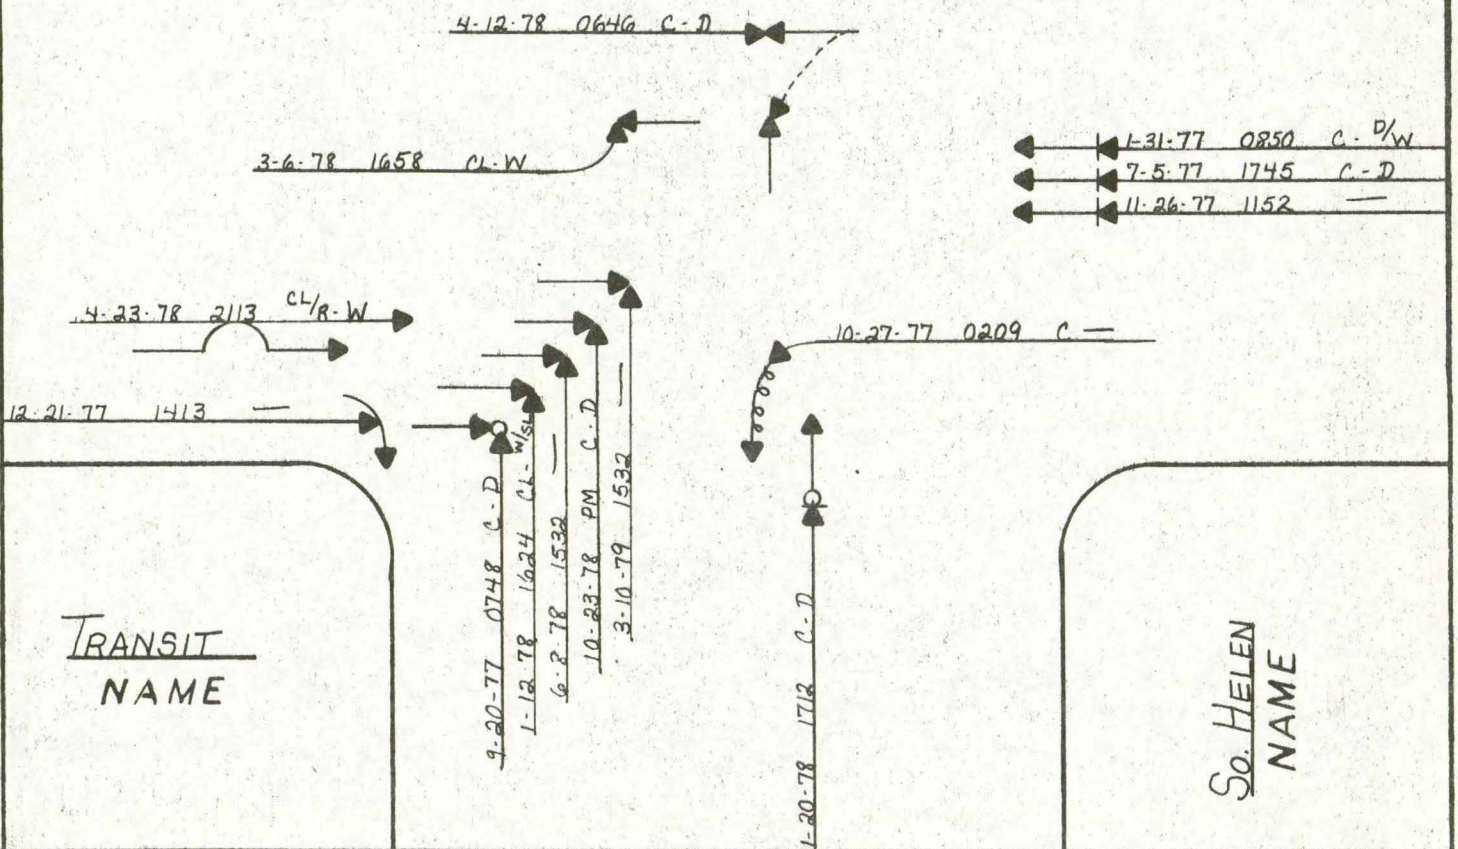 4-12-78 0646 C-D
3-6-78 1658 CL-W
1-31-77 0850 C-D/W
7-5-77 1745 C-D
11-26-77 1152 —
4-23-78 2113 CL/R-W
10-27-77 0209 C —
12-21-77 1413 —
9-20-77 0748 C-D
1-12-78 1624 CL-W/SL
6-8-78 1532 —
10-23-78 PM C-D
3-10-79 1532 —
1-20-78 1712 C-D
TRANSIT
NAME
So. HELEN
NAME